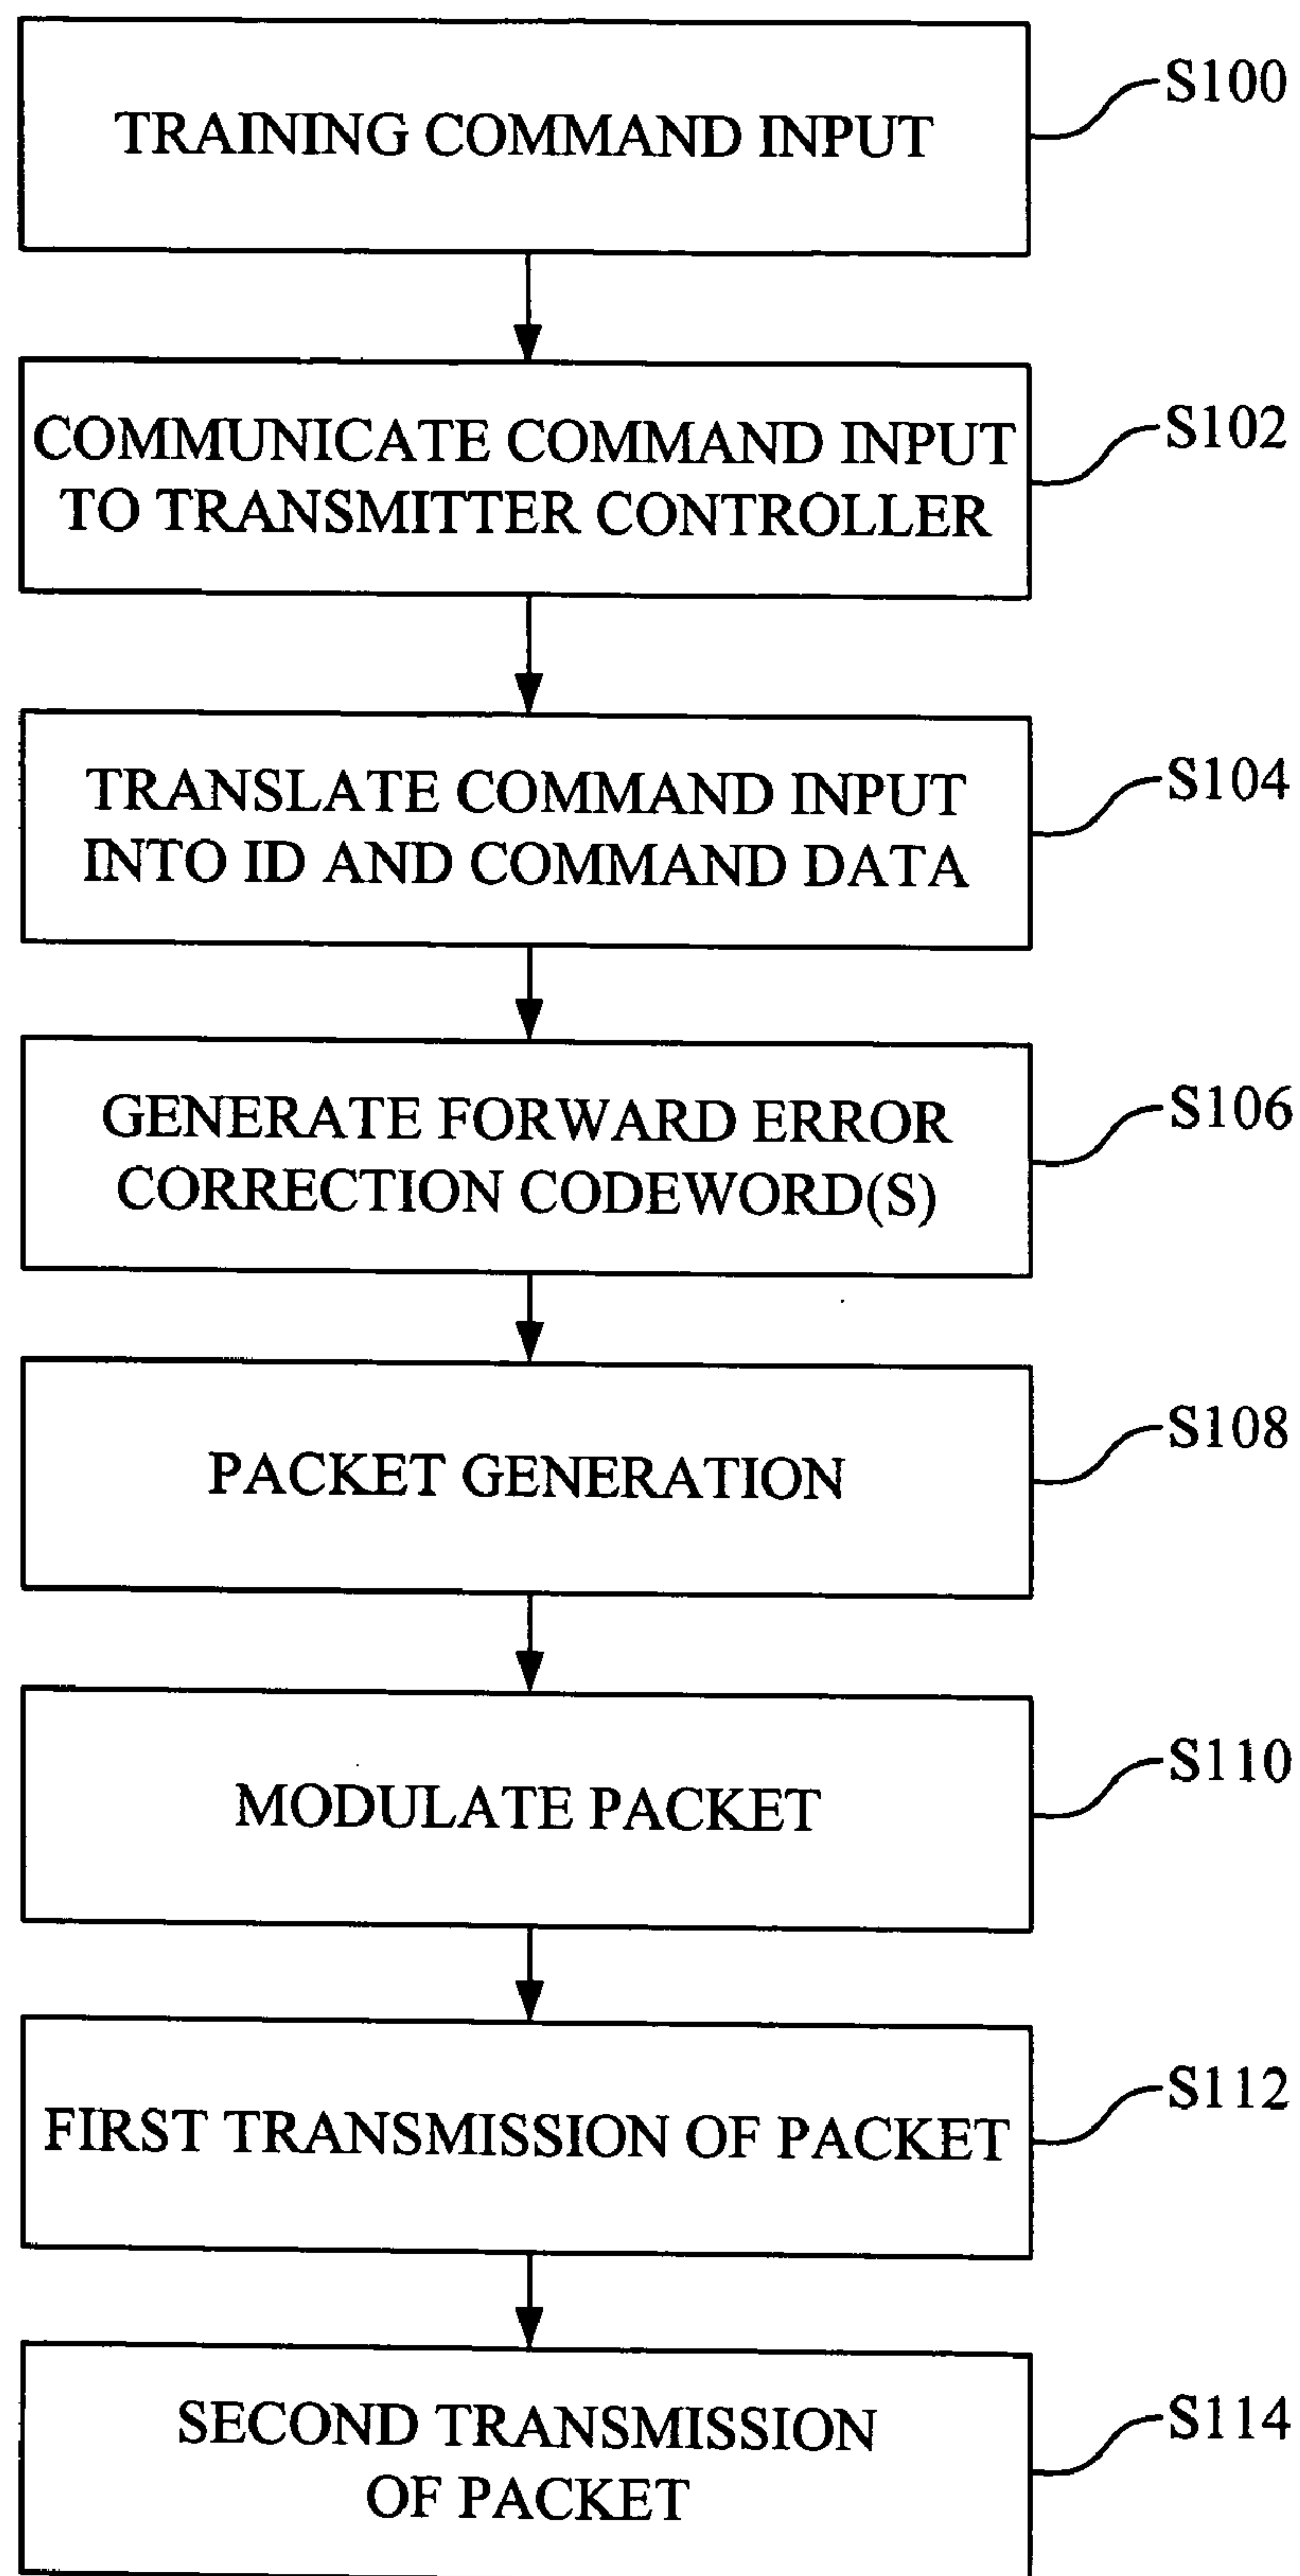 TRAINING COMMAND INPUT
S100
COMMUNICATE COMMAND INPUT
TO TRANSMITTER CONTROLLER
S102
TRANSLATE COMMAND INPUT
INTO ID AND COMMAND DATA
S104
GENERATE FORWARD ERROR
CORRECTION CODEWORD(S)
S106
PACKET GENERATION
S108
MODULATE PACKET
S110
FIRST TRANSMISSION OF PACKET
S112
SECOND TRANSMISSION
OF PACKET
S114